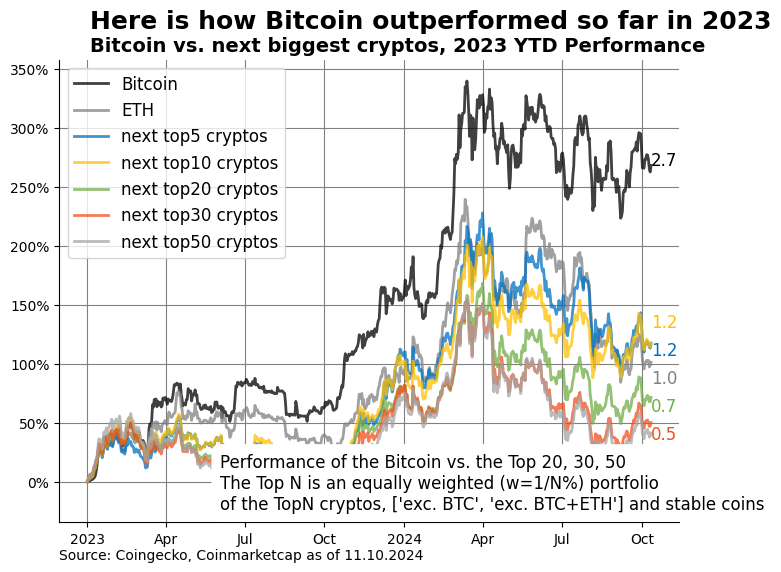 Here is how Bitcoin outperformed so far in 2023
Bitcoin vs. next biggest cryptos, 2023 YTD Performance
350%
300%
250%
200%
150%
100%
50%
0%
Bitcoin
ETH
next top5 cryptos
next top10 cryptos
next top20 cryptos
next top30 cryptos
next top50 cryptos
2.7
1.2
1.2
1.0
0.7
0.5
Performance of the Bitcoin vs. the Top 20, 30, 50
The Top N is an equally weighted (w=1/N%) portfolio
of the TopN cryptos, ['exc. BTC', 'exc. BTC+ETH'] and stable coins
2023 Apr Jul Oct 2024 Apr Jul Oct
Source: Coingecko, Coinmarketcap as of 11.10.2024